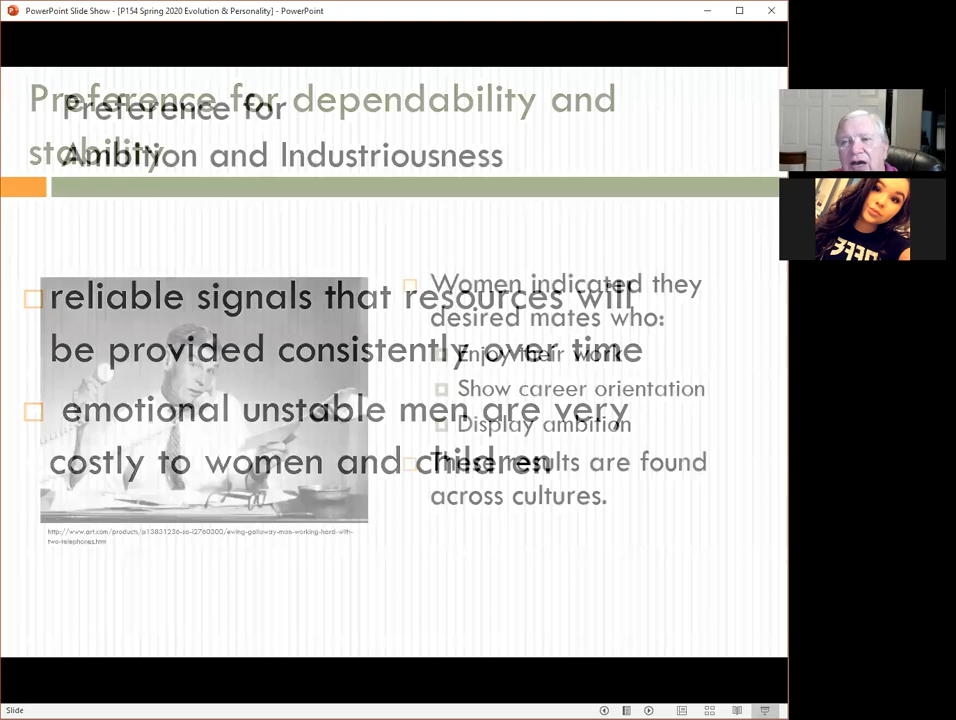 PowerPoint Slide Show - [P154 Spring 2020 Evolution & Personality] - PowerPoint
Preference for dependability and
stability
Preference for
Ambition and Industriousness
reliable signals that resources will
be provided consistently over time
emotional unstable men are very
costly to women and children
Women indicated they
desired mates who:
Enjoy their work
Show career orientation
Display ambition
These results are found
across cultures.
http://www.art.com/products/p13831236-sa-i2760300/ewing-galloway-man-working-hard-with-
two-telephones.htm
Slide